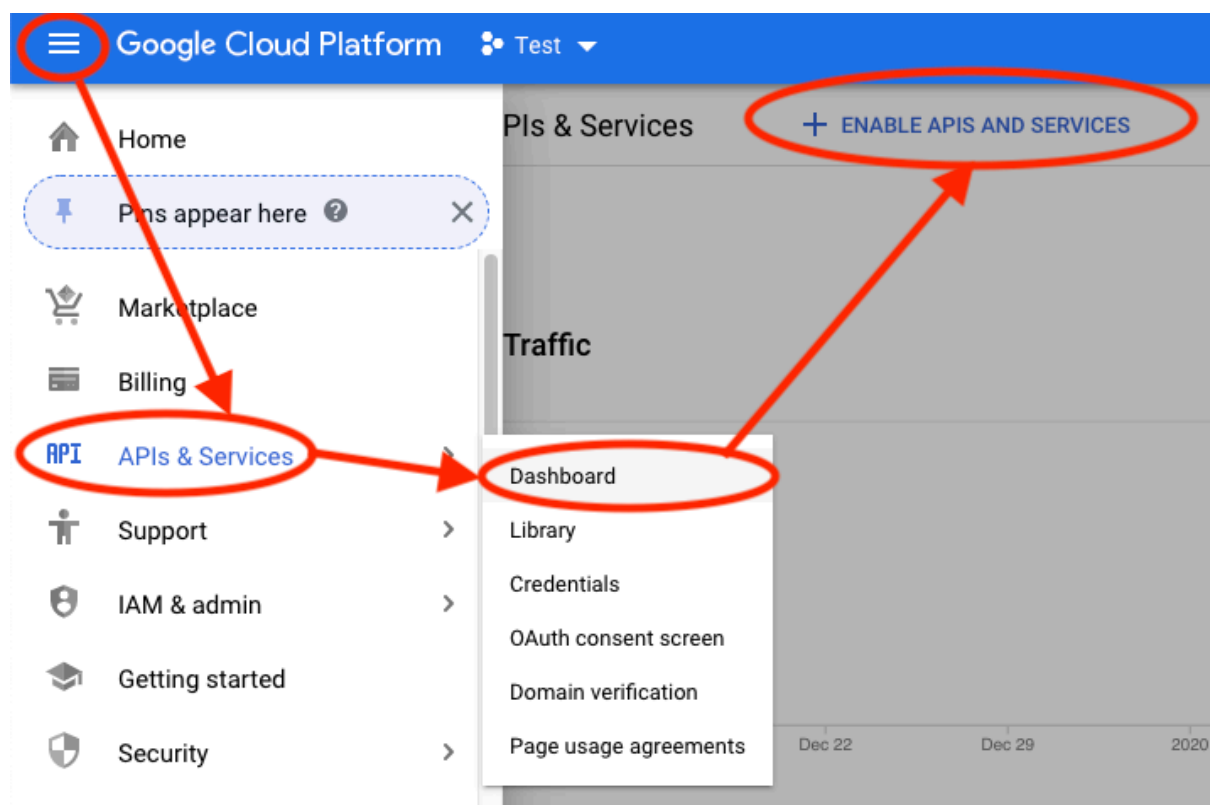 Google Cloud Platform Test
Home
PIs & Services
+ ENABLE APIS AND SERVICES
Pins appear here
Marketplace
Traffic
Billing
API APIs & Services
Dashboard
Support
Library
IAM & admin
Credentials
OAuth consent screen
Getting started
Domain verification
Security
Page usage agreements
Dec 22
Dec 29
2020